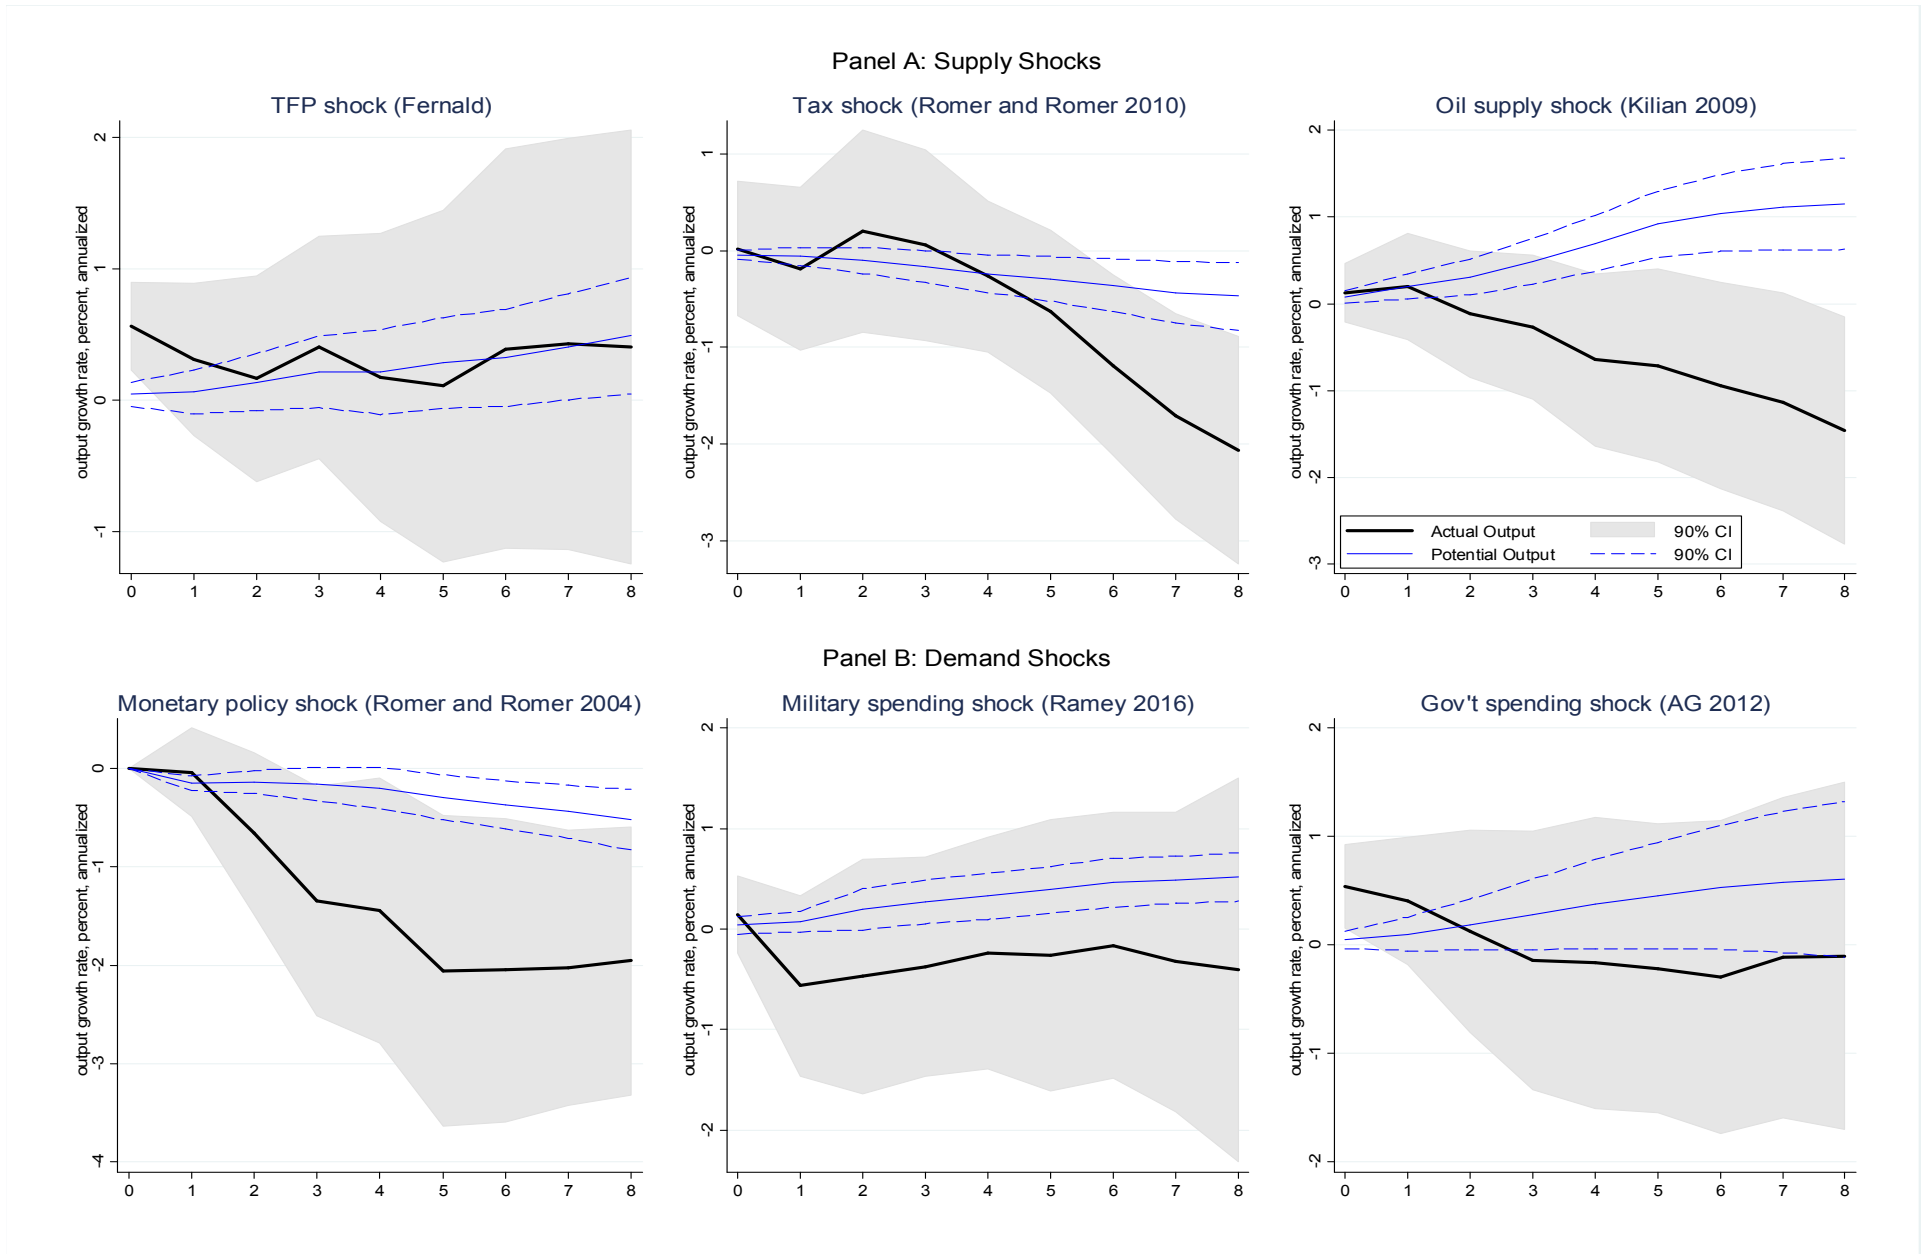 Panel A: Supply Shocks
TFP shock (Fernald)
output growth rate, percent, annualized
2
1
0
-1
0 1 2 3 4 5 6 7 8
Tax shock (Romer and Romer 2010)
output growth rate, percent, annualized
1
0
-1
-2
-3
0 1 2 3 4 5 6 7 8
Oil supply shock (Kilian 2009)
output growth rate, percent, annualized
2
1
0
-1
-2
-3
Actual Output 90% CI
Potential Output 90% CI
0 1 2 3 4 5 6 7 8
Panel B: Demand Shocks
Monetary policy shock (Romer and Romer 2004)
output growth rate, percent, annualized
0
-1
-2
-3
-4
0 1 2 3 4 5 6 7 8
Military spending shock (Ramey 2016)
output growth rate, percent, annualized
2
1
0
-1
-2
0 1 2 3 4 5 6 7 8
Gov't spending shock (AG 2012)
output growth rate, percent, annualized
2
1
0
-1
-2
0 1 2 3 4 5 6 7 8